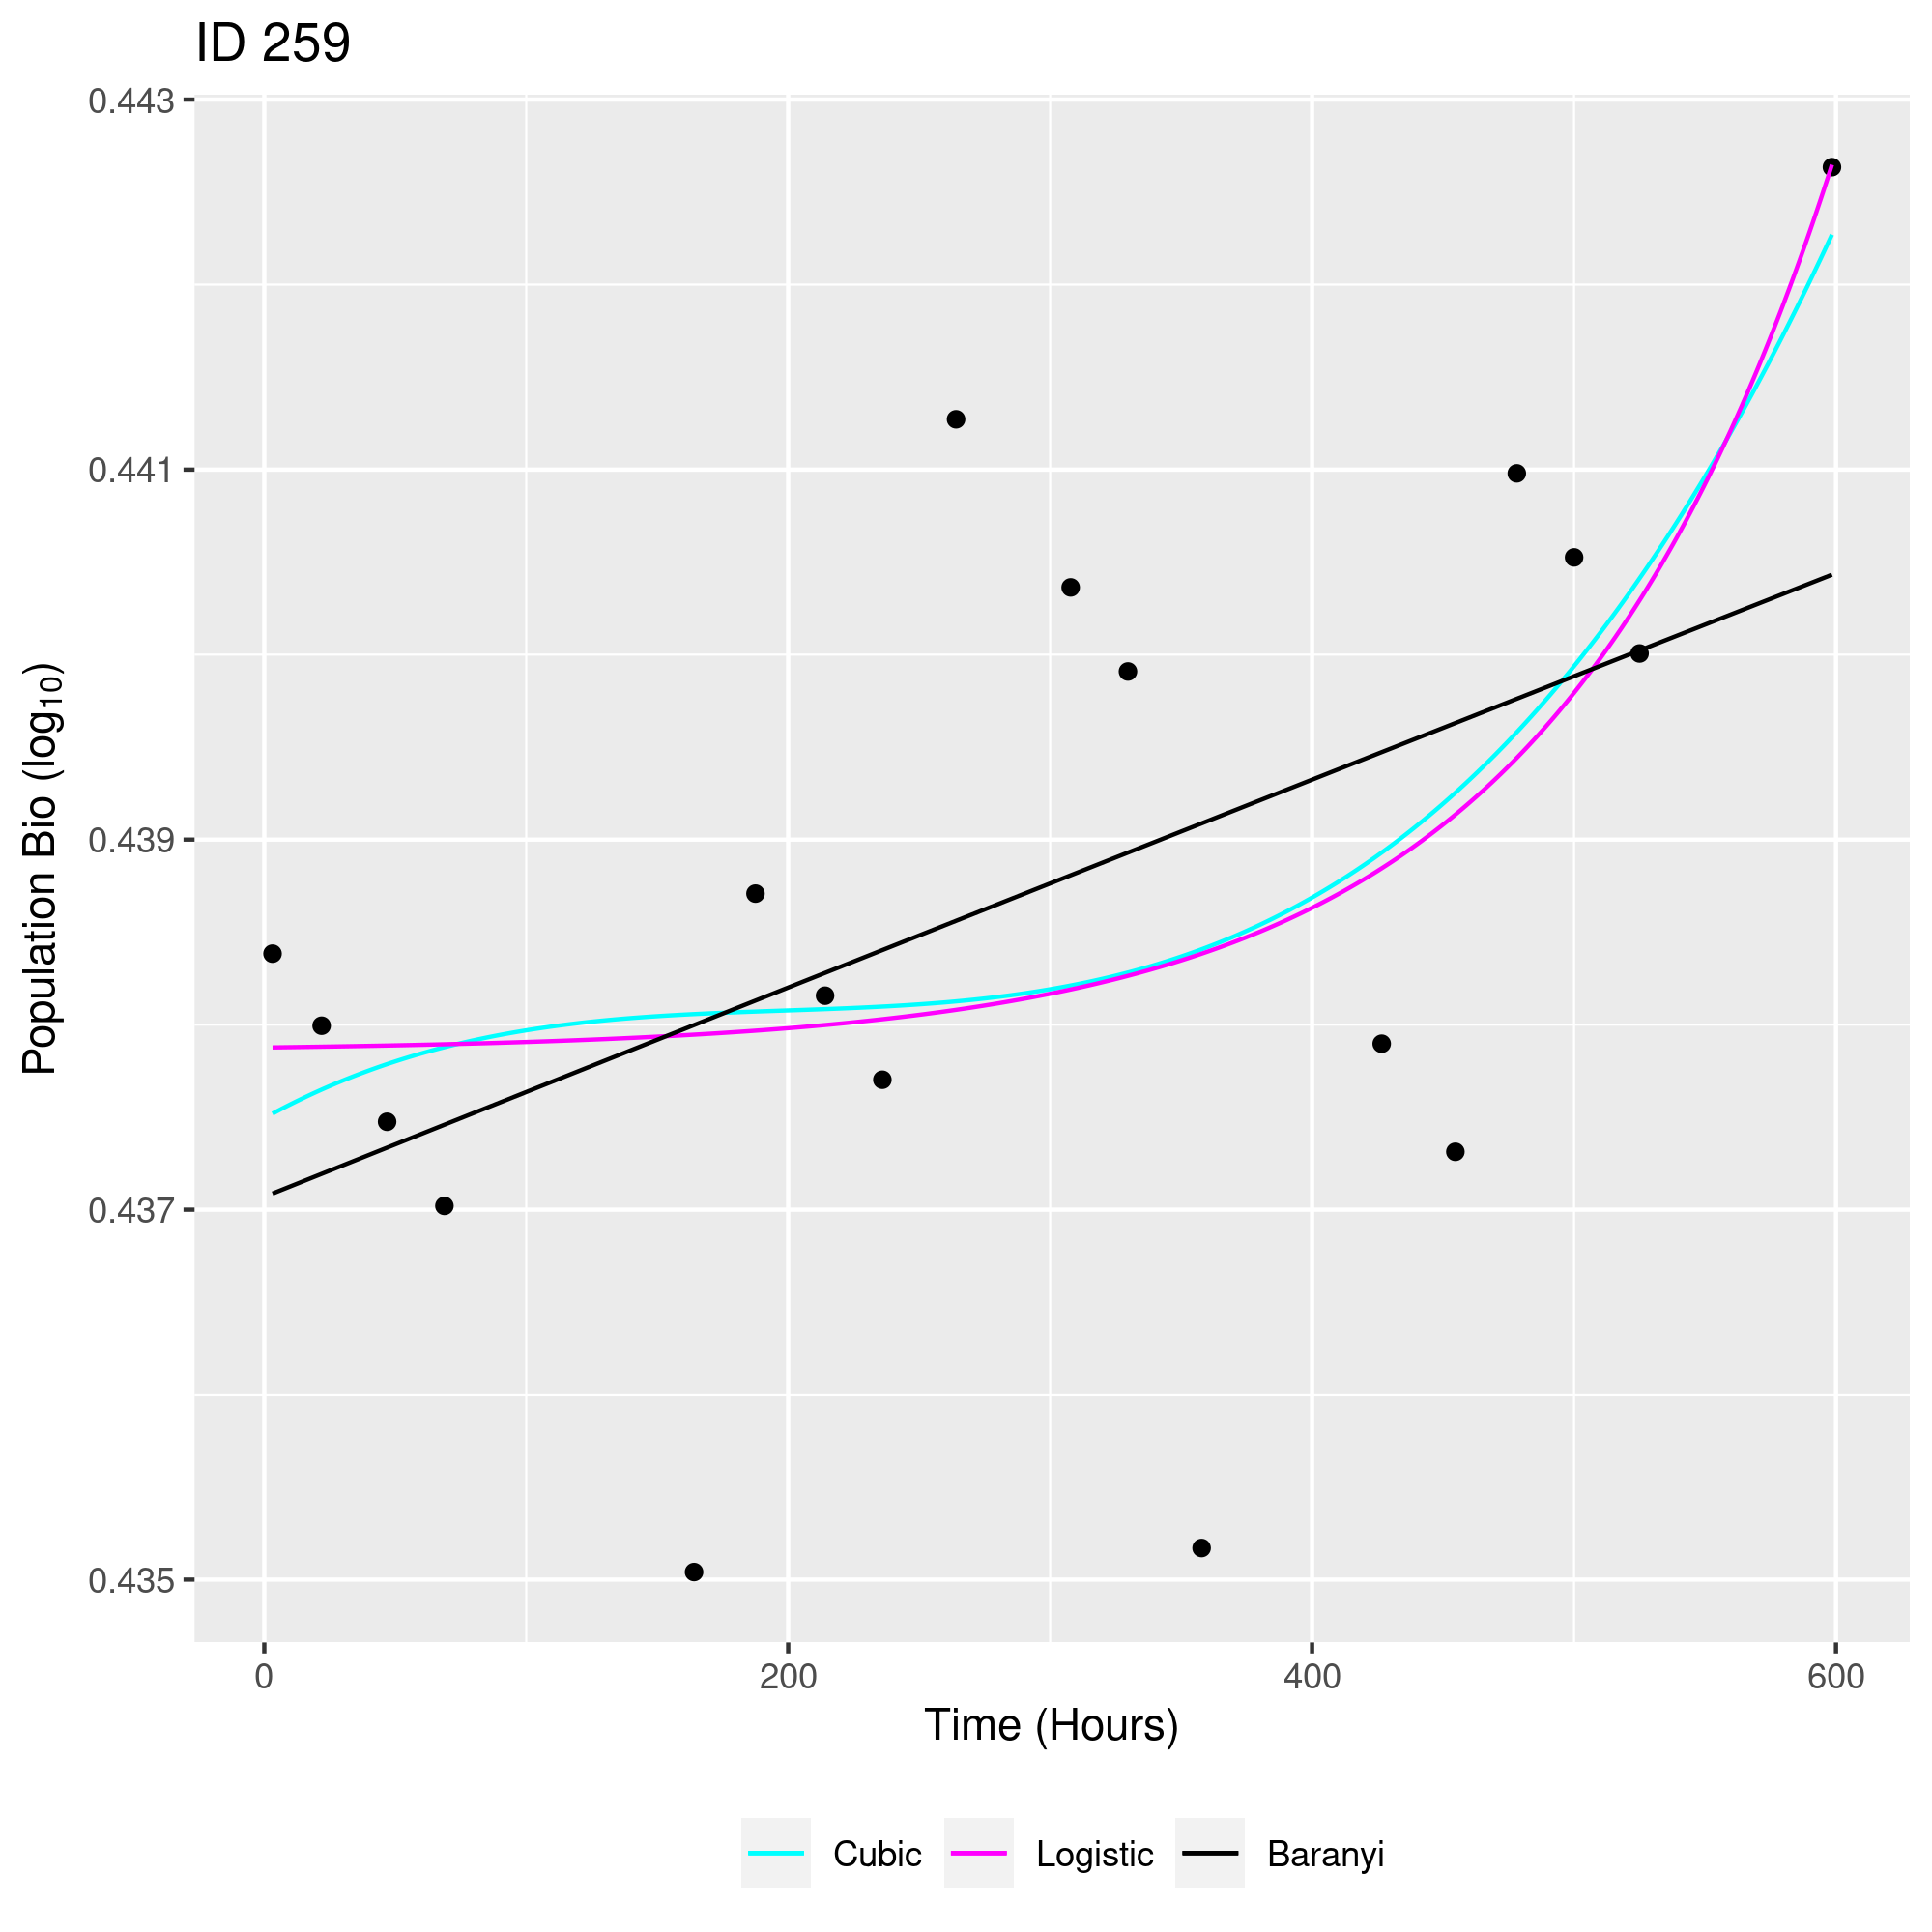 ID 259
0.443
0.441
0.439
0.437
0.435
Population Bio (log₁₀)
0 200 400 600
Time (Hours)
Cubic Logistic Baranyi